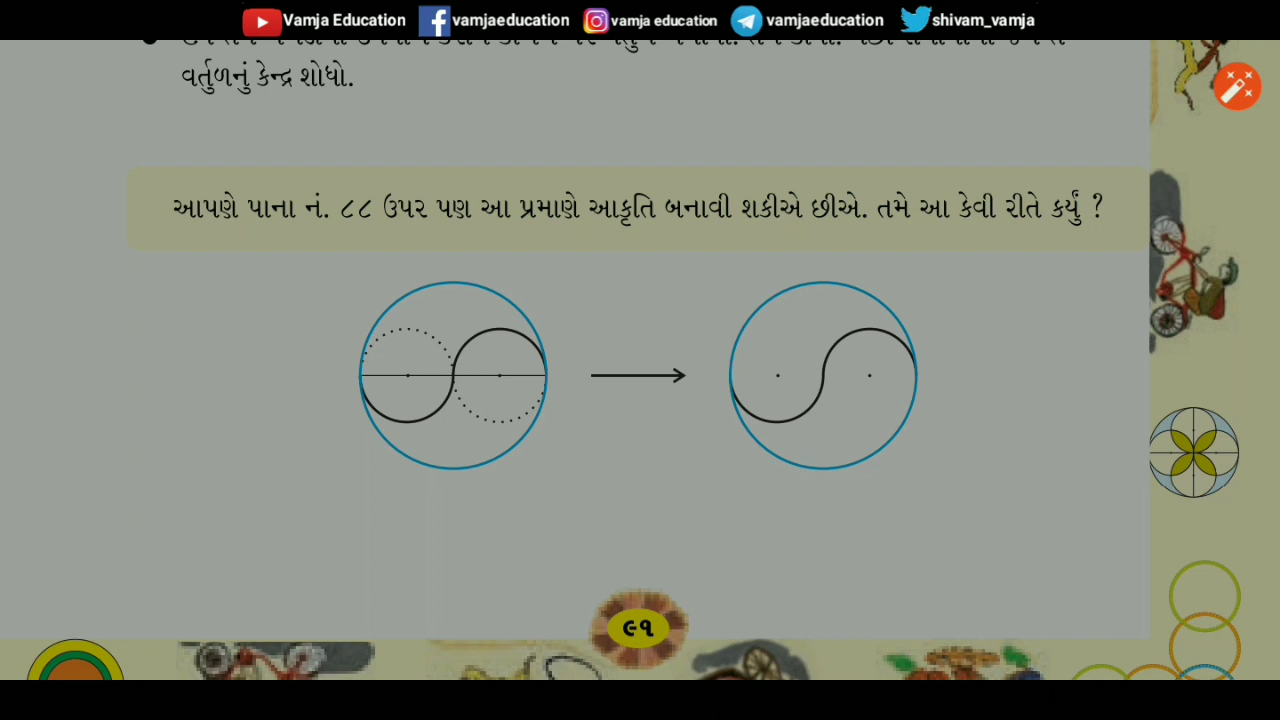 Vamja Education vamjaeducation vamja education vamjaeducation shivam_vamja
વર્તુળનું કેન્દ્ર શોધો.
આપણે પાના નં. ૮૮ ઉપર પણ આ પ્રમાણે આકૃતિ બનાવી શકીએ છીએ. તમે આ કેવી રીતે કર્યું ?
૯૧